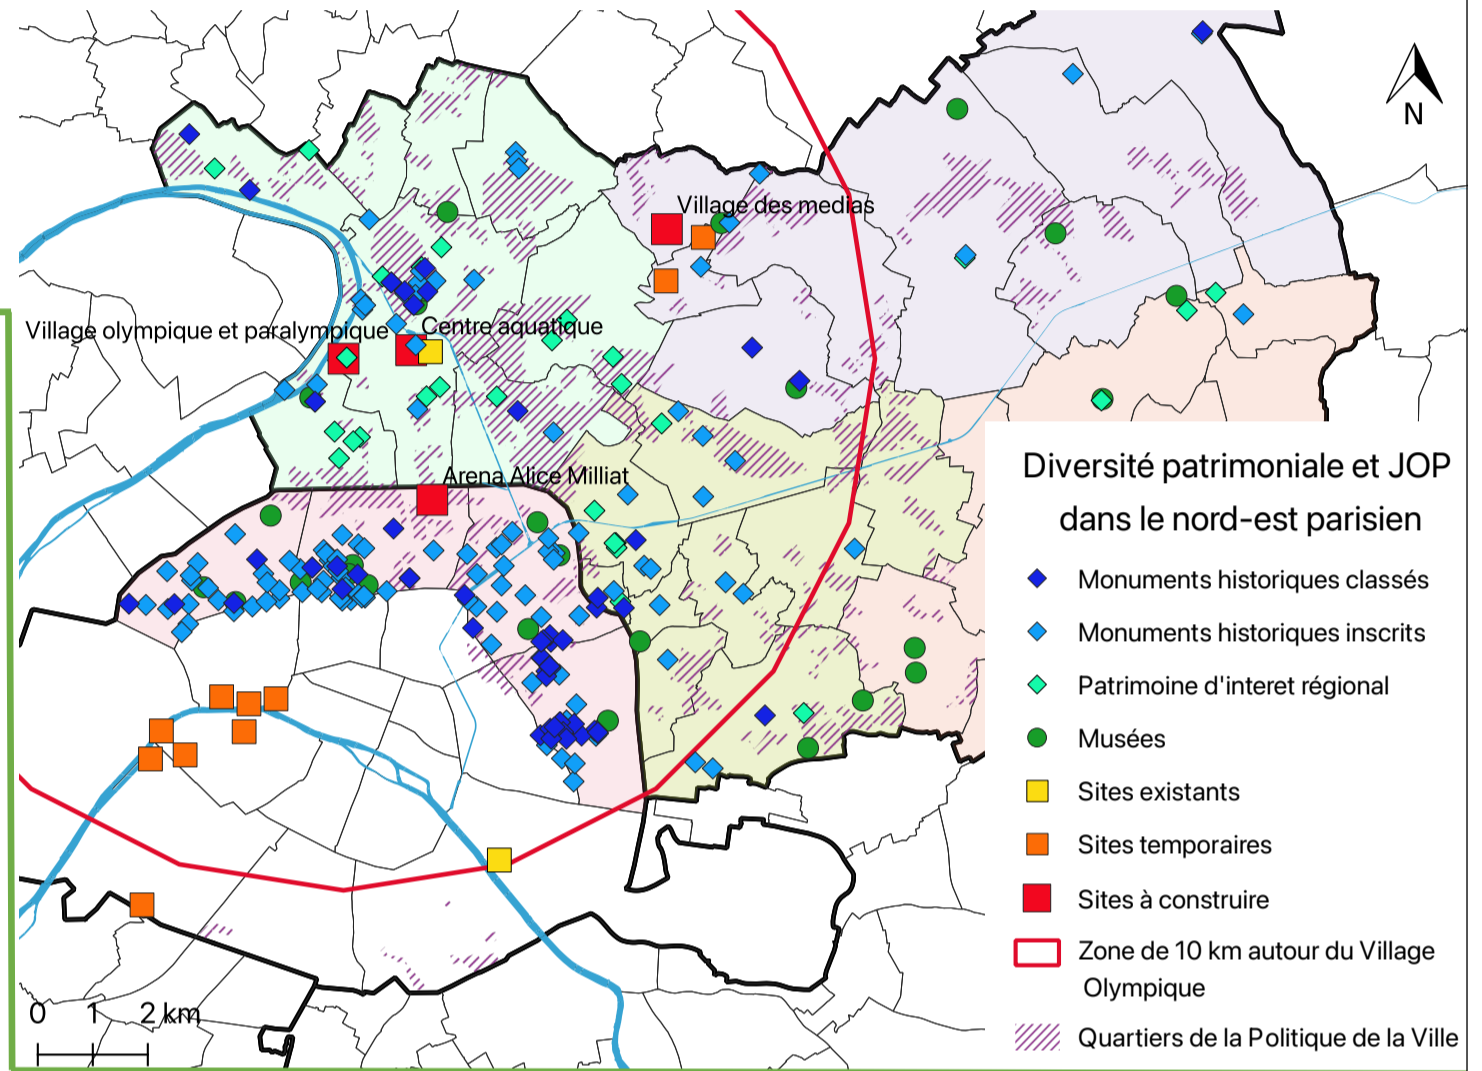 N
Village des medias
Village olympique et paralympique
Centre aquatique
Arena Alice Milliat
Diversité patrimoniale et JOP
dans le nord-est parisien
Monuments historiques classés
Monuments historiques inscrits
Patrimoine d'interet régional
Musées
Sites existants
Sites temporaires
Sites à construire
Zone de 10 km autour du Village
Olympique
Quartiers de la Politique de la Ville
0 1 2 km